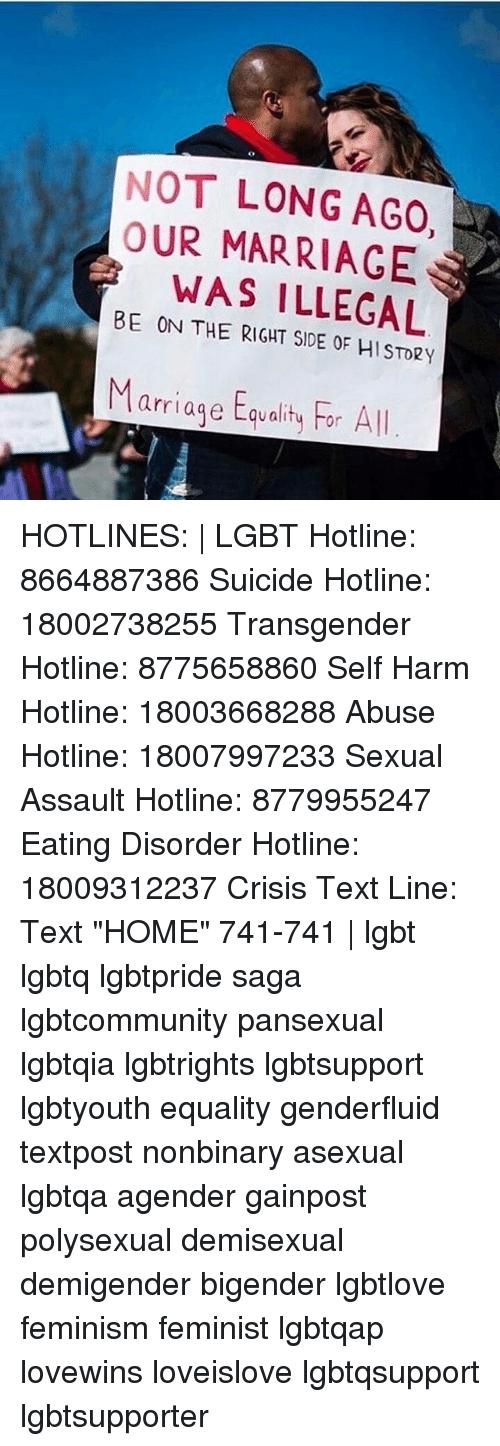 NOT LONG AGO,
OUR MARRIAGE
WAS ILLEGAL.
BE ON THE RIGHT SIDE OF HISTORY
Marriage Equality For All.
HOTLINES: | LGBT Hotline:
8664887386 Suicide Hotline:
18002738255 Transgender
Hotline: 8775658860 Self Harm
Hotline: 18003668288 Abuse
Hotline: 18007997233 Sexual
Assault Hotline: 8779955247
Eating Disorder Hotline:
18009312237 Crisis Text Line:
Text "HOME" 741-741 | lgbt
lgbtq lgbtpride saga
lgbtcommunity pansexual
lgbtqia lgbtrights lgbtsupport
lgbtyouth equality genderfluid
textpost nonbinary asexual
lgbtqa agender gainpost
polysexual demisexual
demigender bigender lgbtlove
feminism feminist lgbtqap
lovewins loveislove lgbtqsupport
lgbtsupporter